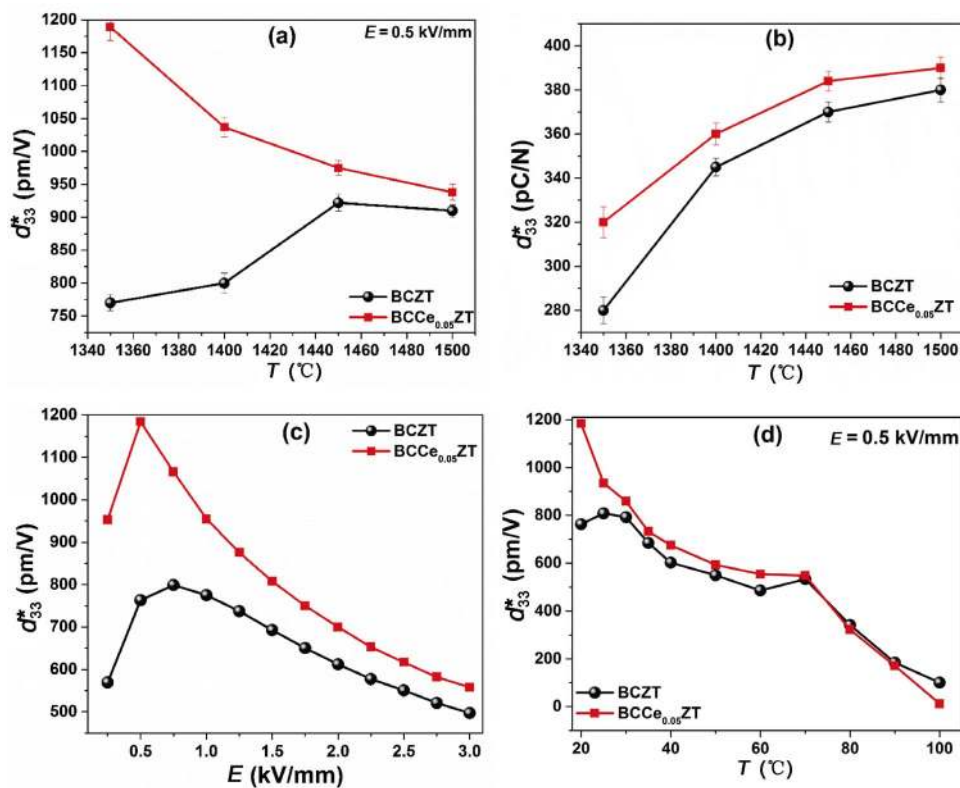 (a)
E = 0.5 kV/mm
1200
1150
1100
1050
1000
950
900
850
800
750
d*33 (pm/V)
BCZT
BCCe0.05ZT
1340 1360 1380 1400 1420 1440 1460 1480 1500
T (℃)
(b)
400
380
360
340
320
300
280
d*33 (pC/N)
BCZT
BCCe0.05ZT
1340 1360 1380 1400 1420 1440 1460 1480 1500
T (℃)
(c)
1200
1100
1000
900
800
700
600
500
d*33 (pm/V)
BCZT
BCCe0.05ZT
0.5 1.0 1.5 2.0 2.5 3.0
E (kV/mm)
(d)
E = 0.5 kV/mm
1200
1000
800
600
400
200
0
d*33 (pm/V)
BCZT
BCCe0.05ZT
20 40 60 80 100
T (℃)